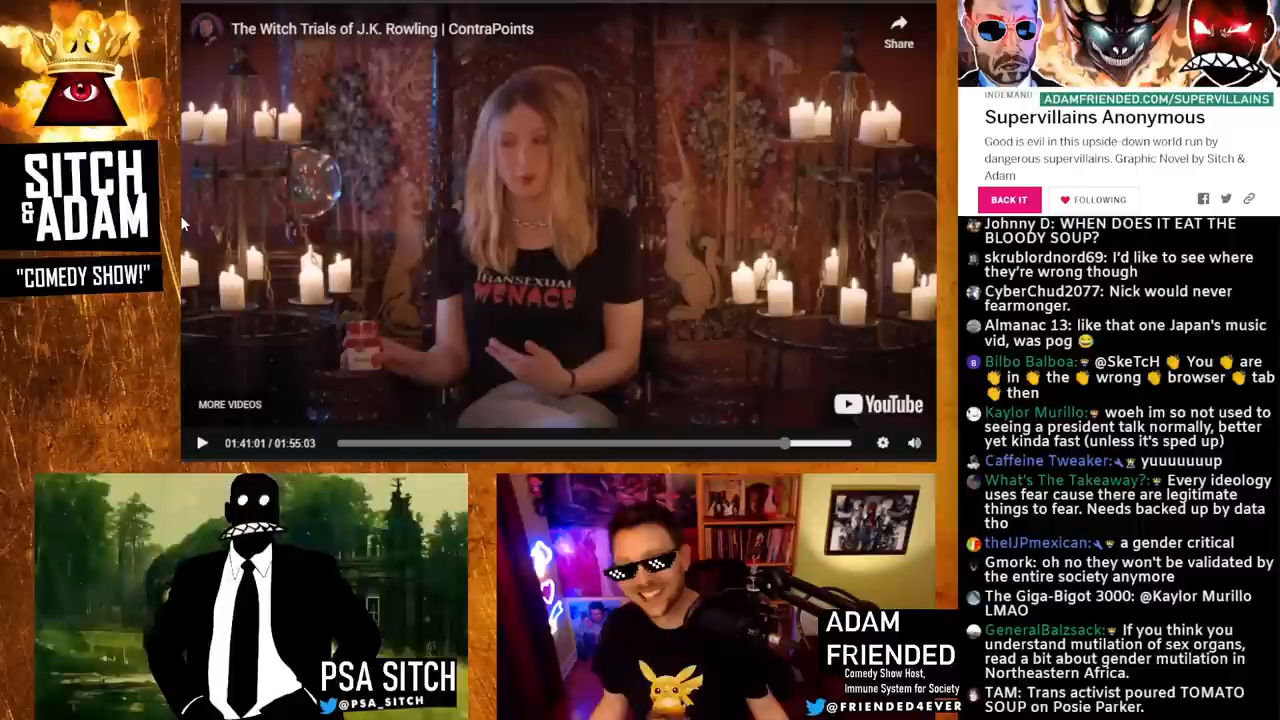 SITCH
& ADAM
"COMEDY SHOW!"
The Witch Trials of J.K. Rowling | ContraPoints
Share
TRANSEXUAL
MENACE
MORE VIDEOS
YouTube
01:41:01 / 01:55:03
PSA SITCH
@PSA_SITCH
ADAM
FRIENDED
Comedy Show Host,
Immune System for Society
@FRIENDED4EVER
INDEMAND
ADAMFRIENDED.COM/SUPERVILLAINS
Supervillains Anonymous
Good is evil in this upside-down world run by
dangerous supervillains. Graphic Novel by Sitch &
Adam
BACK IT
FOLLOWING
Johnny D: WHEN DOES IT EAT THE
BLOODY SOUP?
skrublordnord69: I'd like to see where
they're wrong though
CyberChud2077: Nick would never
fearmonger.
Almanac 13: like that one Japan's music
vid, was pog 😂
B
Bilbo Balboa: @SkeTcH 👏 You 👏 are
👏 in 👏 the 👏 wrong 👏 browser 👏 tab
👏 then
Kaylor Murillo: woeh im so not used to
seeing a president talk normally, better
yet kinda fast (unless it's sped up)
Caffeine Tweaker: yuuuuuuup
What's The Takeaway?: Every ideology
uses fear cause there are legitimate
things to fear. Needs backed up by data
tho
theIJPmexican: a gender critical
Gmork: oh no they won't be validated by
the entire society anymore
The Giga-Bigot 3000: @Kaylor Murillo
LMAO
GeneralBalzsack: If you think you
understand mutilation of sex organs,
read a bit about gender mutilation in
Northeastern Africa.
TAM: Trans activist poured TOMATO
SOUP on Posie Parker.